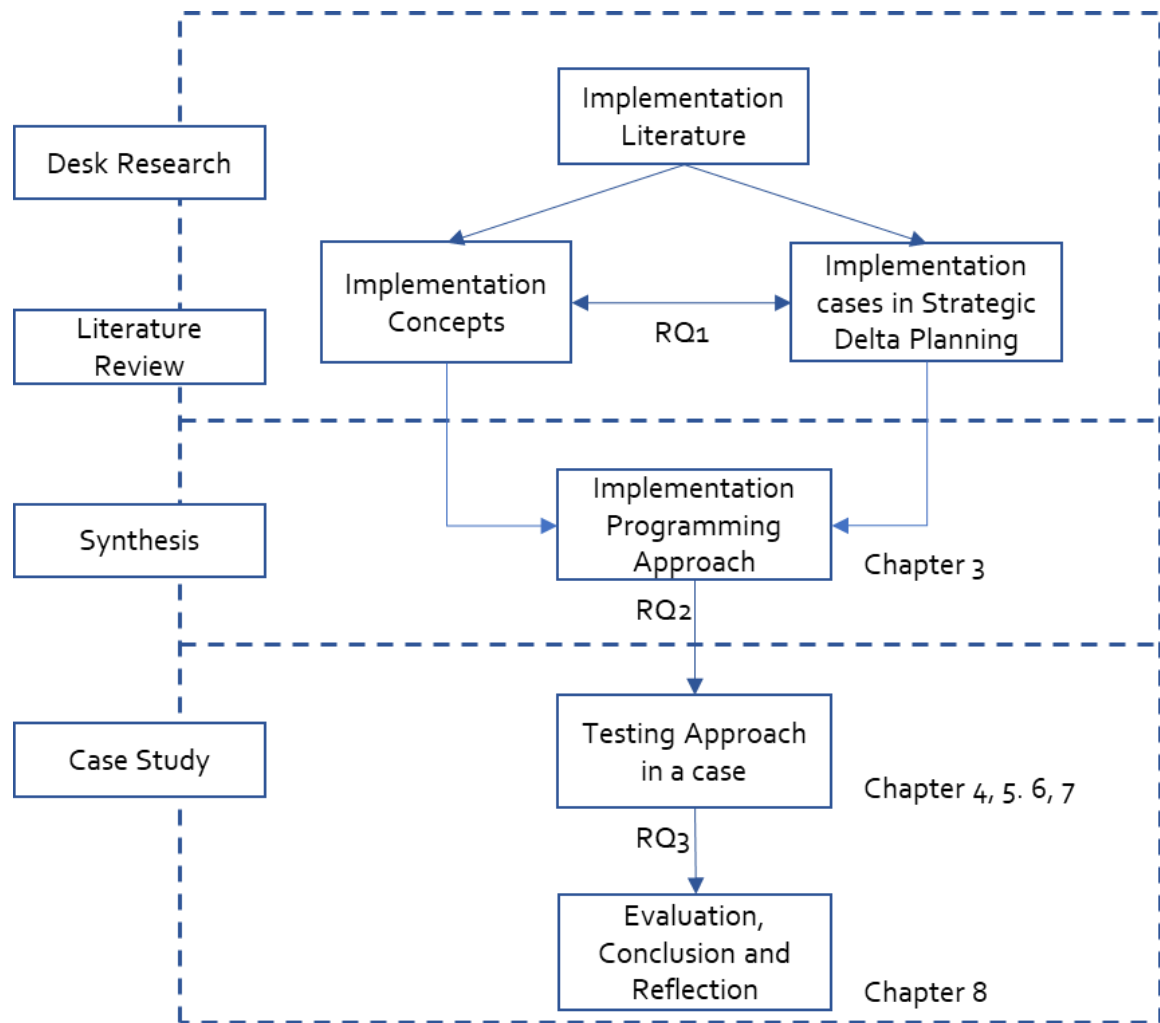 Implementation
Literature
Desk Research
Implementation
Concepts
RQ1
Implementation
cases in Strategic
Delta Planning
Literature
Review
Implementation
Programming
Approach
Synthesis
Chapter 3
RQ2
Testing Approach
in a case
Case Study
Chapter 4, 5. 6, 7
RQ3
Evaluation,
Conclusion and
Reflection
Chapter 8